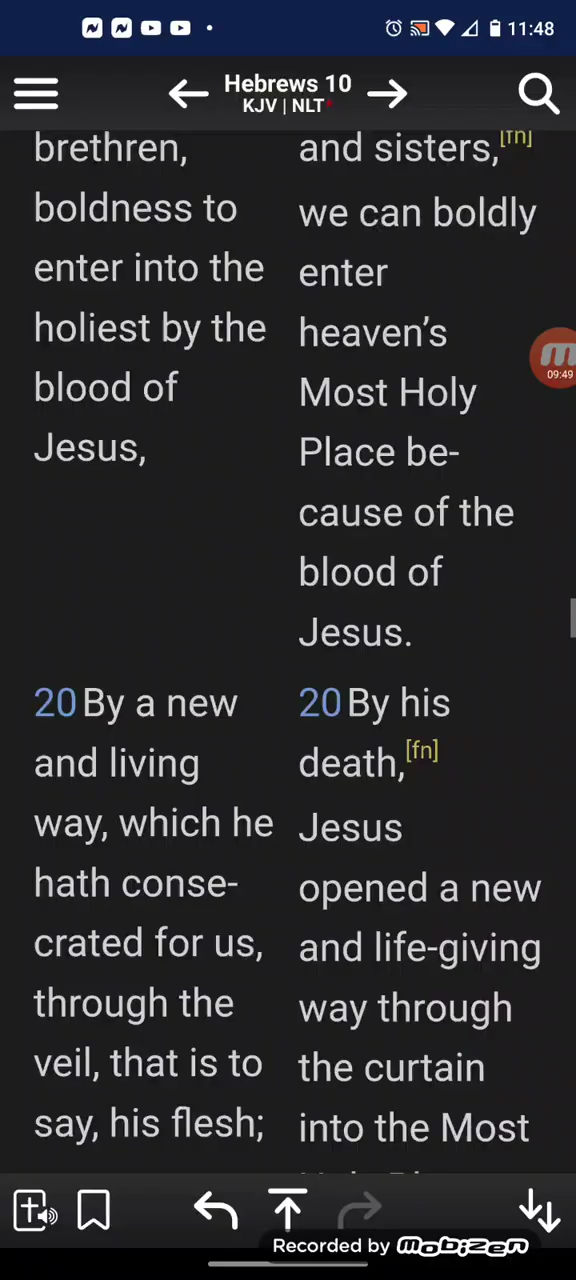 11:48
Hebrews 10
KJV | NLT
brethren,
boldness to
enter into the
holiest by the
blood of
Jesus,
20 By a new
and living
way, which he
hath conse-
crated for us,
through the
veil, that is to
say, his flesh;
and sisters,[fn]
we can boldly
enter
heaven’s
Most Holy
Place be-
cause of the
blood of
Jesus.
20 By his
death,[fn]
Jesus
opened a new
and life-giving
way through
the curtain
into the Most
09:49
Recorded by mobizen